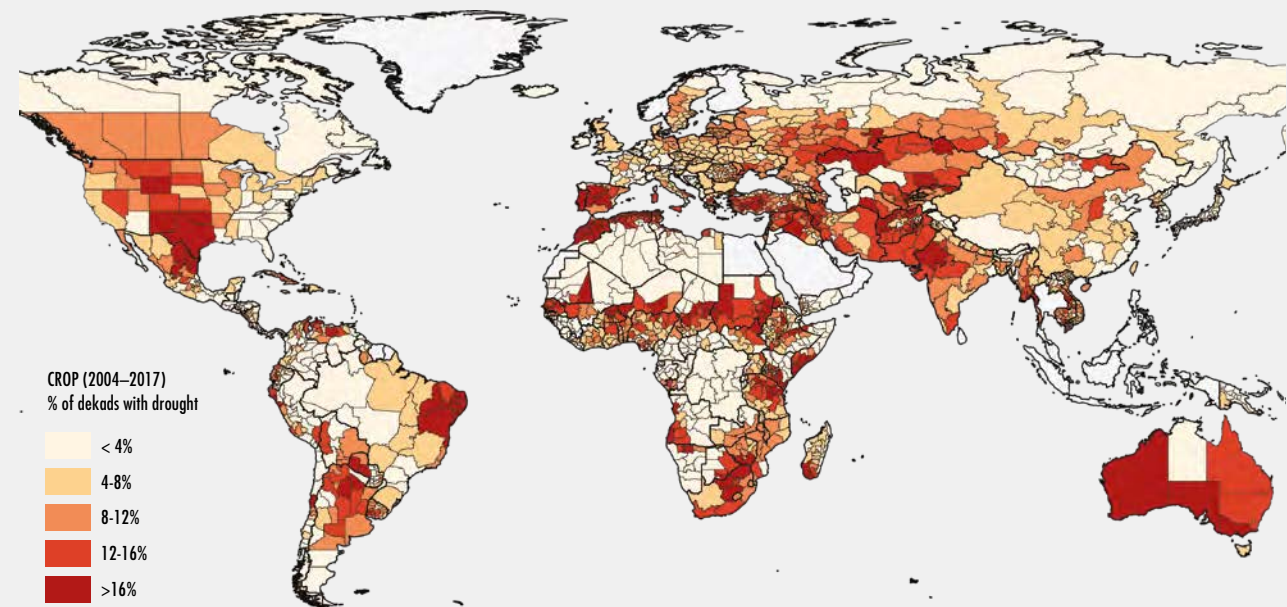 CROP (2004–2017)
% of dekads with drought
< 4%
4-8%
8-12%
12-16%
>16%